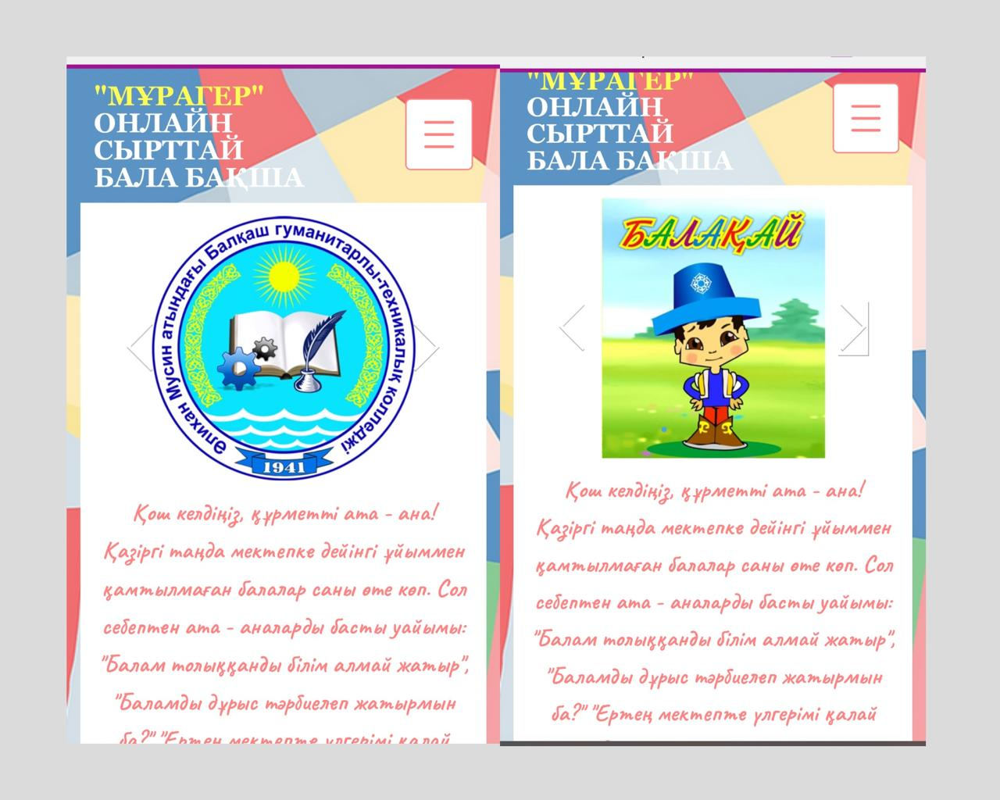 "МҰРАГЕР"
ОНЛАЙН
СЫРТТАЙ
БАЛА БАҚША
Әлихан Мусин атындағы Балқаш гуманитарлы-техникалық колледжі
1941
Қош келдіңіз, құрметті ата - ана!
Қазіргі таңда мектепке дейінгі ұйыммен
қамтылмаған балалар саны өте көп. Сол
себептен ата - аналарды басты уайымы:
"Балам толыққанды білім алмай жатыр",
"Баламды дұрыс тәрбиелеп жатырмын
ба?" "Ертең мектепте үлгерімі қалай
"МҰРАГЕР"
ОНЛАЙН
СЫРТТАЙ
БАЛА БАҚША
БАЛАҚАЙ
Қош келдіңіз, құрметті ата - ана!
Қазіргі таңда мектепке дейінгі ұйыммен
қамтылмаған балалар саны өте көп. Сол
себептен ата - аналарды басты уайымы:
"Балам толыққанды білім алмай жатыр",
"Баламды дұрыс тәрбиелеп жатырмын
ба?" "Ертең мектепте үлгерімі қалай